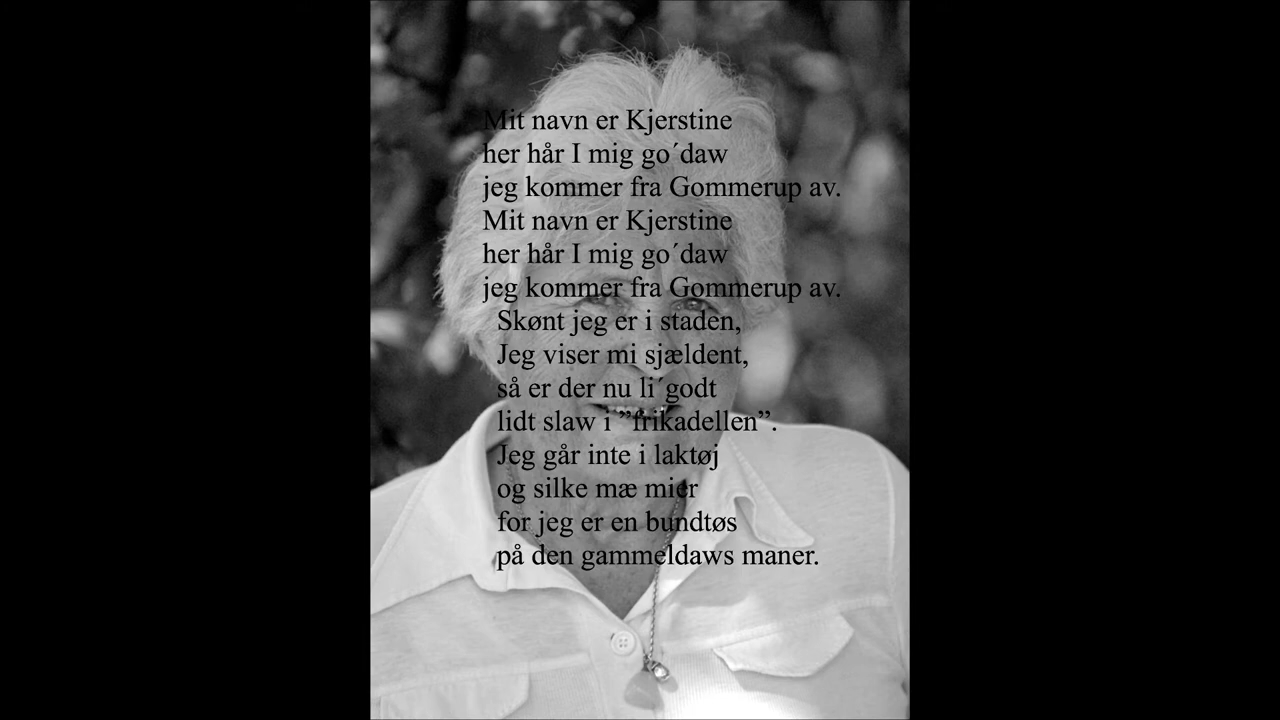 Mit navn er Kjerstine
her hår I mig go´daw
jeg kommer fra Gommerup av.
Mit navn er Kjerstine
her hår I mig go´daw
jeg kommer fra Gommerup av.
Skønt jeg er i staden,
Jeg viser mi sjældent,
så er der nu li´godt
lidt slaw i ”frikadellen”.
Jeg går inte i laktøj
og silke mæ mier
for jeg er en bundtøs
på den gammeldaws maner.